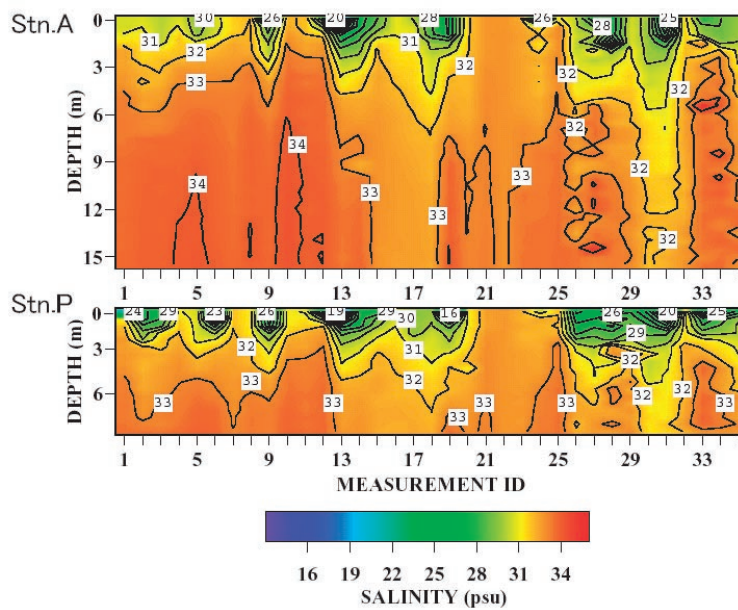 Stn.A
30 26 20 28 26 28 25
31 31
32 32 32 32
33
32
34
34 32
33 33 33
32
0
3
6
9
12
15
DEPTH (m)
1 5 9 13 17 21 25 29 33
Stn.P
24 29 23 26 19 29 30 16 26 29 20 25
32 31 32
33 33 32 32 32
33 33 33 33 33
0
3
6
DEPTH (m)
1 5 9 13 17 21 25 29 33
MEASUREMENT ID
16 19 22 25 28 31 34
SALINITY (psu)